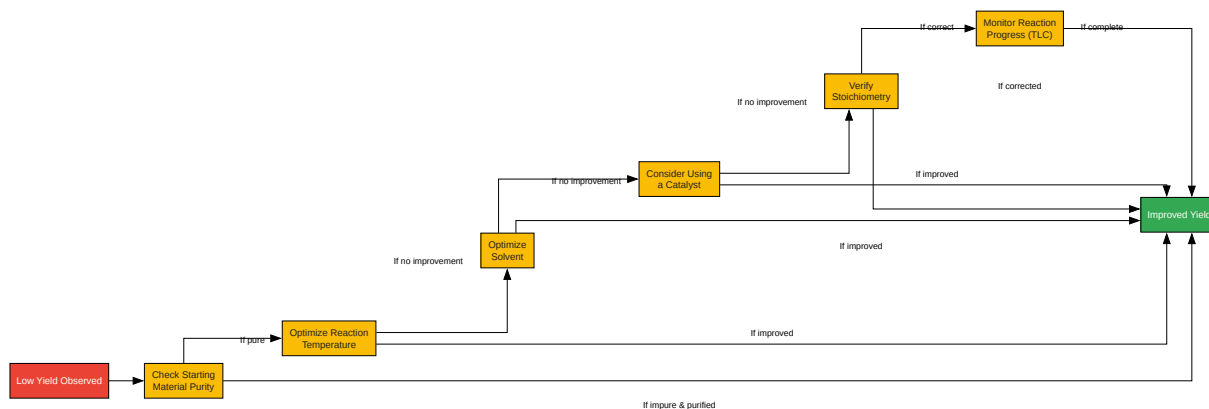 If correct
Monitor Reaction
Progress (TLC)
If complete
Verify
Stoichiometry
If corrected
If no improvement
If no improvement
Consider Using
a Catalyst
If improved
Improved Yield
Optimize
Solvent
If improved
If no improvement
Optimize Reaction
Temperature
If improved
If pure
Low Yield Observed
Check Starting
Material Purity
If impure & purified